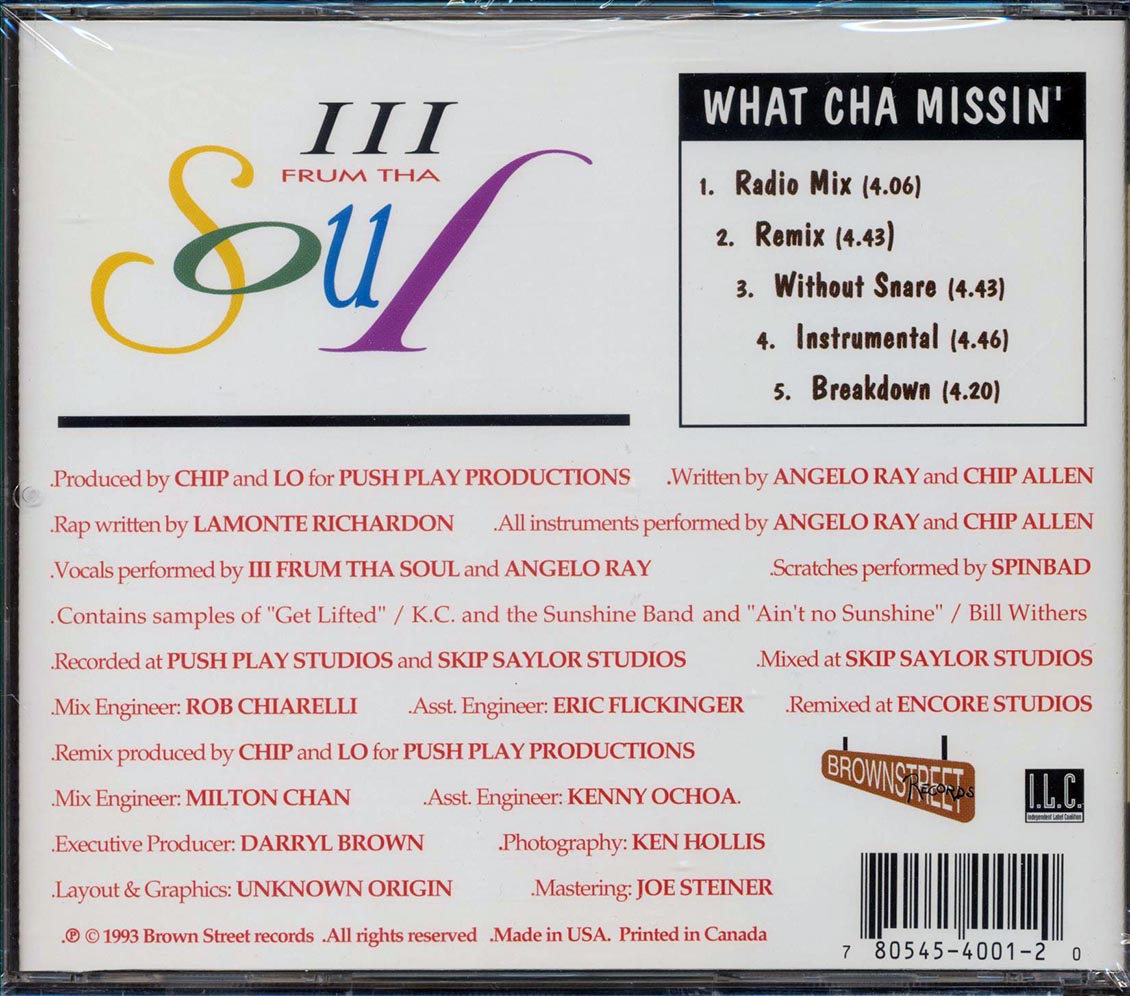 III
FRUM THA
Soul
WHAT CHA MISSIN'
1. Radio Mix (4.06)
2. Remix (4.43)
3. Without Snare (4.43)
4. Instrumental (4.46)
5. Breakdown (4.20)
.Produced by CHIP and LO for PUSH PLAY PRODUCTIONS .Written by ANGELO RAY and CHIP ALLEN
.Rap written by LAMONTE RICHARDON .All instruments performed by ANGELO RAY and CHIP ALLEN
.Vocals performed by III FRUM THA SOUL and ANGELO RAY .Scratches performed by SPINBAD
.Contains samples of "Get Lifted" / K.C. and the Sunshine Band and "Ain't no Sunshine" / Bill Withers
.Recorded at PUSH PLAY STUDIOS and SKIP SAYLOR STUDIOS .Mixed at SKIP SAYLOR STUDIOS
.Mix Engineer: ROB CHIARELLI .Asst. Engineer: ERIC FLICKINGER .Remixed at ENCORE STUDIOS
.Remix produced by CHIP and LO for PUSH PLAY PRODUCTIONS
.Mix Engineer: MILTON CHAN .Asst. Engineer: KENNY OCHOA.
.Executive Producer: DARRYL BROWN .Photography: KEN HOLLIS
.Layout & Graphics: UNKNOWN ORIGIN .Mastering: JOE STEINER
.℗ © 1993 Brown Street records .All rights reserved .Made in USA. Printed in Canada
BROWNSTREET
RECORDS
I.L.C.
Independent Label Coalition
7 80545-4001-2 0